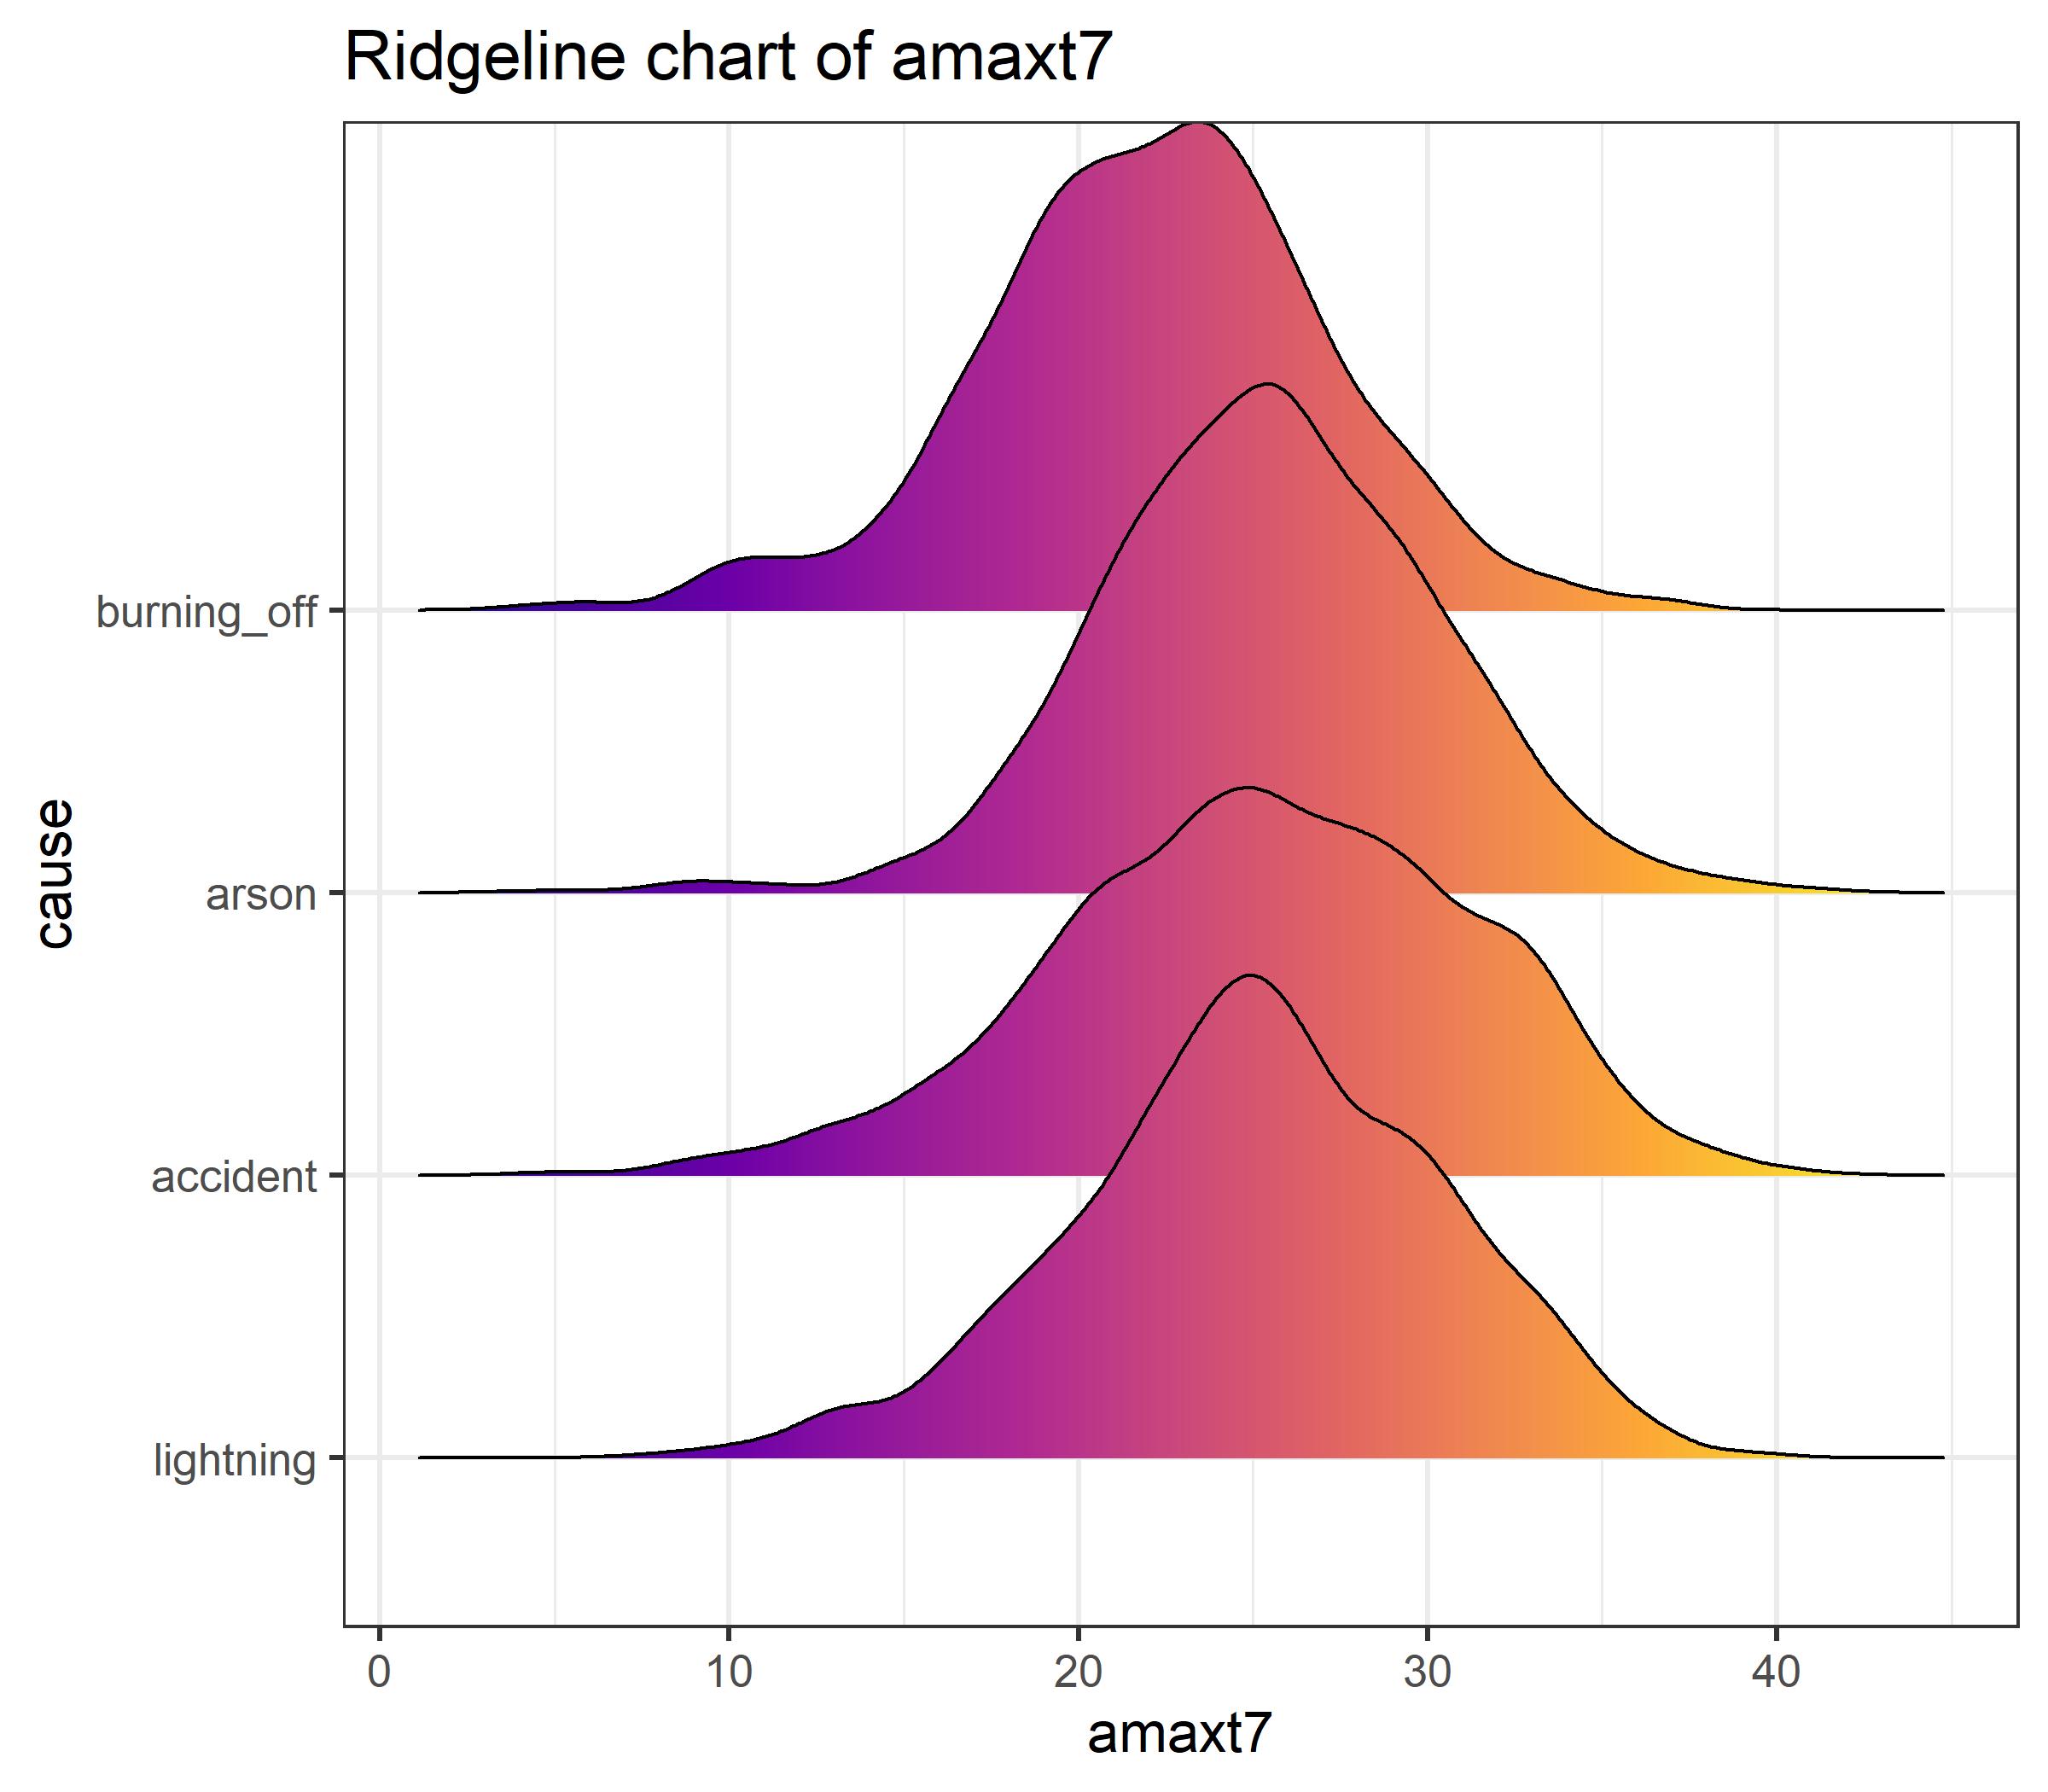 Ridgeline chart of amaxt7
cause
burning_off
arson
accident
lightning
0 10 20 30 40
amaxt7